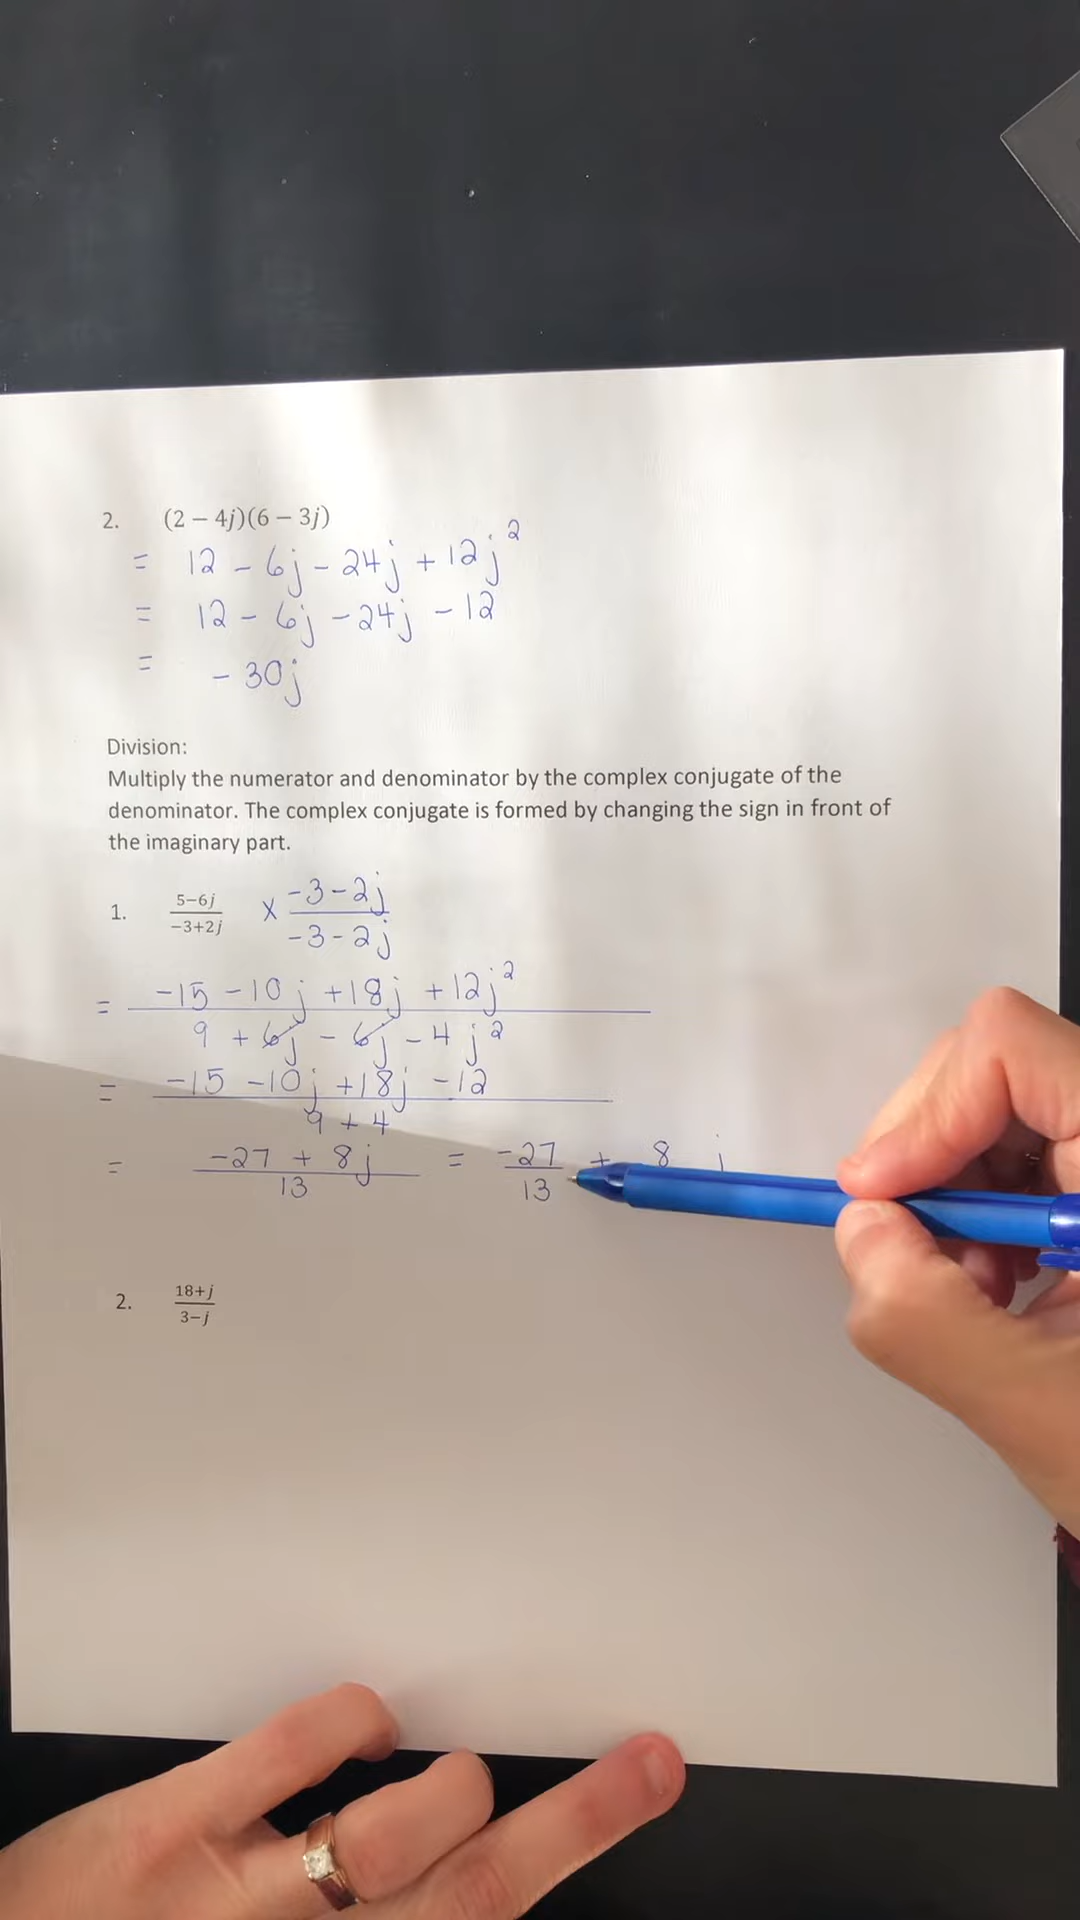 2. (2 – 4j)(6 – 3j)
= 12 - 6j - 24j + 12j²
= 12 - 6j - 24j - 12
= - 30j
Division:
Multiply the numerator and denominator by the complex conjugate of the
denominator. The complex conjugate is formed by changing the sign in front of
the imaginary part.
1. 5−6j / −3+2j × -3-2j / -3-2j
= -15 -10j +18j +12j² / 9 + 6j - 6j - 4j²
= -15 -10j +18j -12 / 9 + 4
= -27 + 8j / 13 = -27 / 13 + 8 j
2. 18+j / 3−j